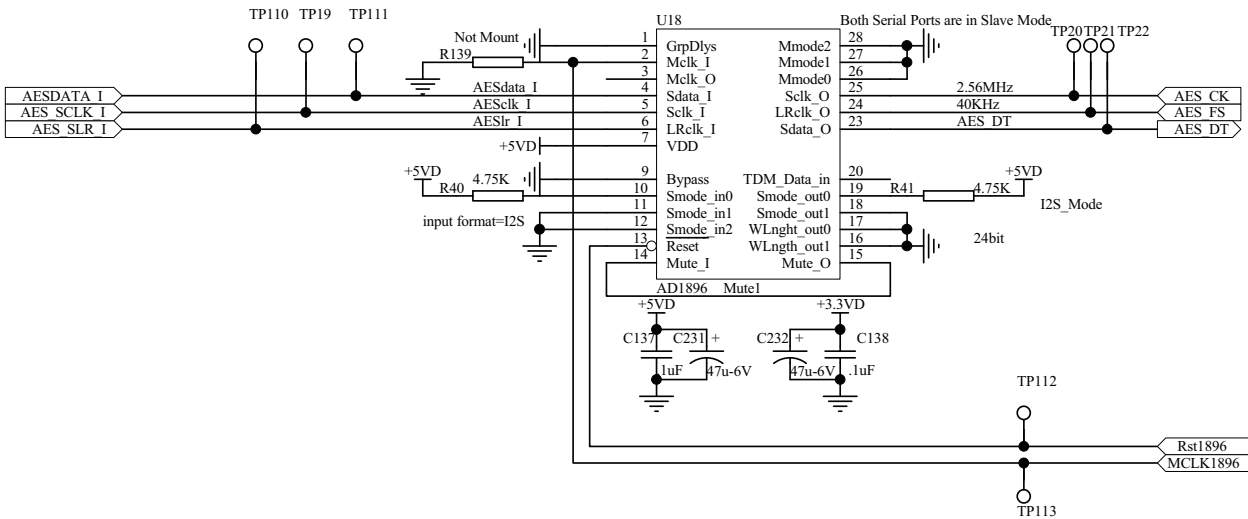 TP110 TP19 TP111
U18
Both Serial Ports are in Slave Mode
TP20 TP21 TP22
Not Mount
R139
1 GrpDlys Mmode2 28
2 Mclk_I Mmode1 27
3 Mclk_O Mmode0 26
AESDATA_I AESdata_I 4 Sdata_I Sclk_O 25 2.56MHz AES_CK
AES_SCLK_I AESclk_I 5 Sclk_I LRclk_O 24 40KHz AES_FS
AES_SLR_I AESlr_I 6 LRclk_I Sdata_O 23 AES_DT AES_DT
+5VD 7 VDD
+5VD R40 4.75K
9 Bypass TDM_Data_in 20
10 Smode_in0 Smode_out0 19 R41 4.75K +5VD
11 Smode_in1 Smode_out1 18 I2S_Mode
input format=I2S
12 Smode_in2 WLnght_out0 17
13 Reset WLngth_out1 16 24bit
14 Mute_I Mute_O 15
AD1896 Mute1
+5VD +3.3VD
C137 C231 + C232 + C138
.1uF 47u-6V 47u-6V .1uF
TP112
Rst1896
MCLK1896
TP113